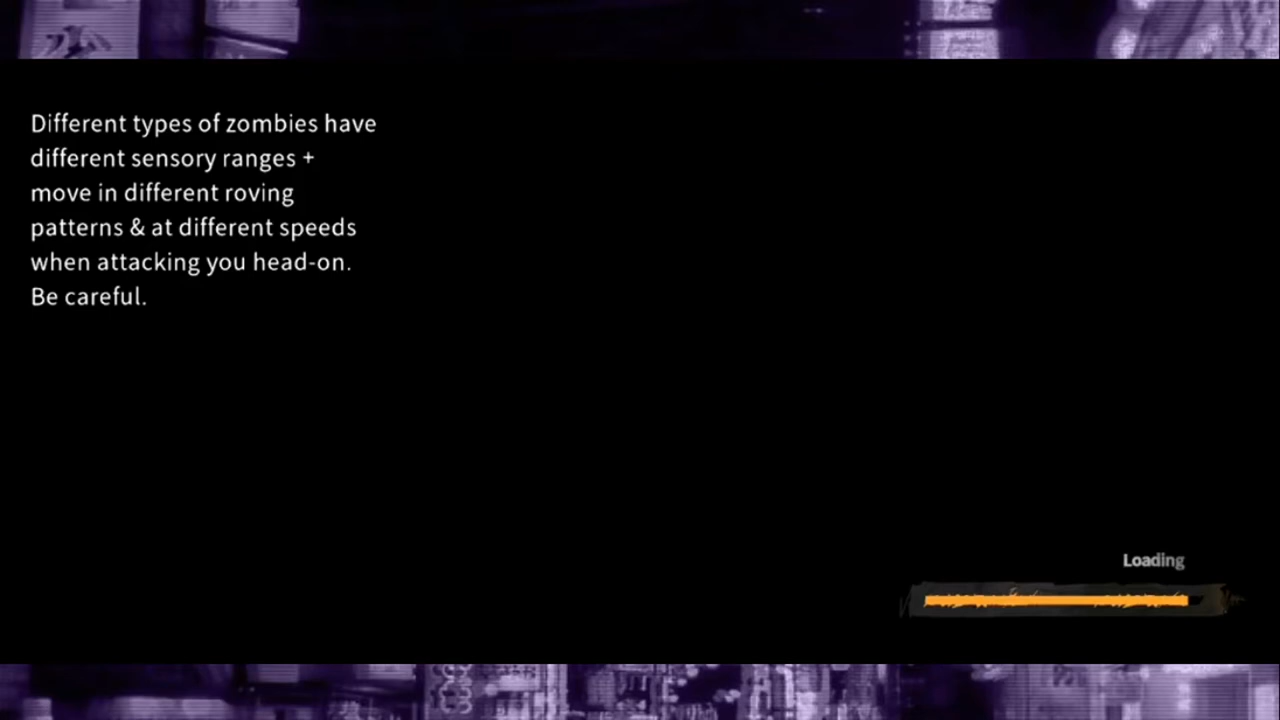 Different types of zombies have
different sensory ranges +
move in different roving
patterns & at different speeds
when attacking you head-on.
Be careful.
Loading